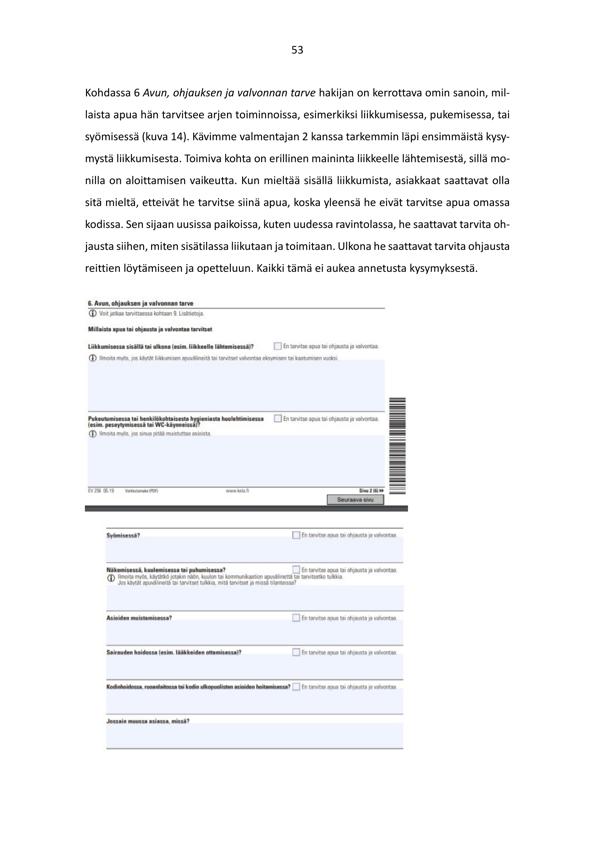 53
Kohdassa 6 Avun, ohjauksen ja valvonnan tarve hakijan on kerrottava omin sanoin, mil-
laista apua hän tarvitsee arjen toiminnoissa, esimerkiksi liikkumisessa, pukemisessa, tai
syömisessä (kuva 14). Kävimme valmentajan 2 kanssa tarkemmin läpi ensimmäistä kysy-
mystä liikkumisesta. Toimiva kohta on erillinen maininta liikkeelle lähtemisestä, sillä mo-
nilla on aloittamisen vaikeutta. Kun mieltää sisällä liikkumista, asiakkaat saattavat olla
sitä mieltä, etteivät he tarvitse siinä apua, koska yleensä he eivät tarvitse apua omassa
kodissa. Sen sijaan uusissa paikoissa, kuten uudessa ravintolassa, he saattavat tarvita oh-
jausta siihen, miten sisätilassa liikutaan ja toimitaan. Ulkona he saattavat tarvita ohjausta
reittien löytämiseen ja opetteluun. Kaikki tämä ei aukea annetusta kysymyksestä.
6. Avun, ohjauksen ja valvonnan tarve
Voit jatkaa tarvittaessa kohtaan 9. Lisätietoja.
Millaista apua tai ohjausta ja valvontaa tarvitset
Liikkumisessa sisällä tai ulkona (esim. liikkeelle lähtemisessä)? En tarvitse apua tai ohjausta ja valvontaa.
Ilmoita myös, jos käytät liikkumisen apuvälineitä tai tarvitset valvontaa eksymisen tai kaatumisen vuoksi.
Pukeutumisessa tai henkilökohtaisesta hygieniasta huolehtimisessa En tarvitse apua tai ohjausta ja valvontaa.
(esim. peseytymisessä tai WC-käynneissä)?
Ilmoita myös, jos sinua pitää muistuttaa asioista.
EV 256 05.19 Verkkolomake (PDF) www.kela.fi Sivu 2 (6)
Seuraava sivu
Syömisessä? En tarvitse apua tai ohjausta ja valvontaa.
Näkemisessä, kuulemisessa tai puhumisessa? En tarvitse apua tai ohjausta ja valvontaa.
Ilmoita myös, käytätkö jotakin näön, kuulon tai kommunikaation apuvälinettä tai tarvitsetko tulkkia.
Jos käytät apuvälineitä tai tarvitset tulkkia, mitä tarvitset ja missä tilanteissa?
Asioiden muistamisessa? En tarvitse apua tai ohjausta ja valvontaa.
Sairauden hoidossa (esim. lääkkeiden ottamisessa)? En tarvitse apua tai ohjausta ja valvontaa.
Kodinhoidossa, ruoanlaitossa tai kodin ulkopuolisten asioiden hoitamisessa? En tarvitse apua tai ohjausta ja valvontaa.
Jossain muussa asiassa, missä?